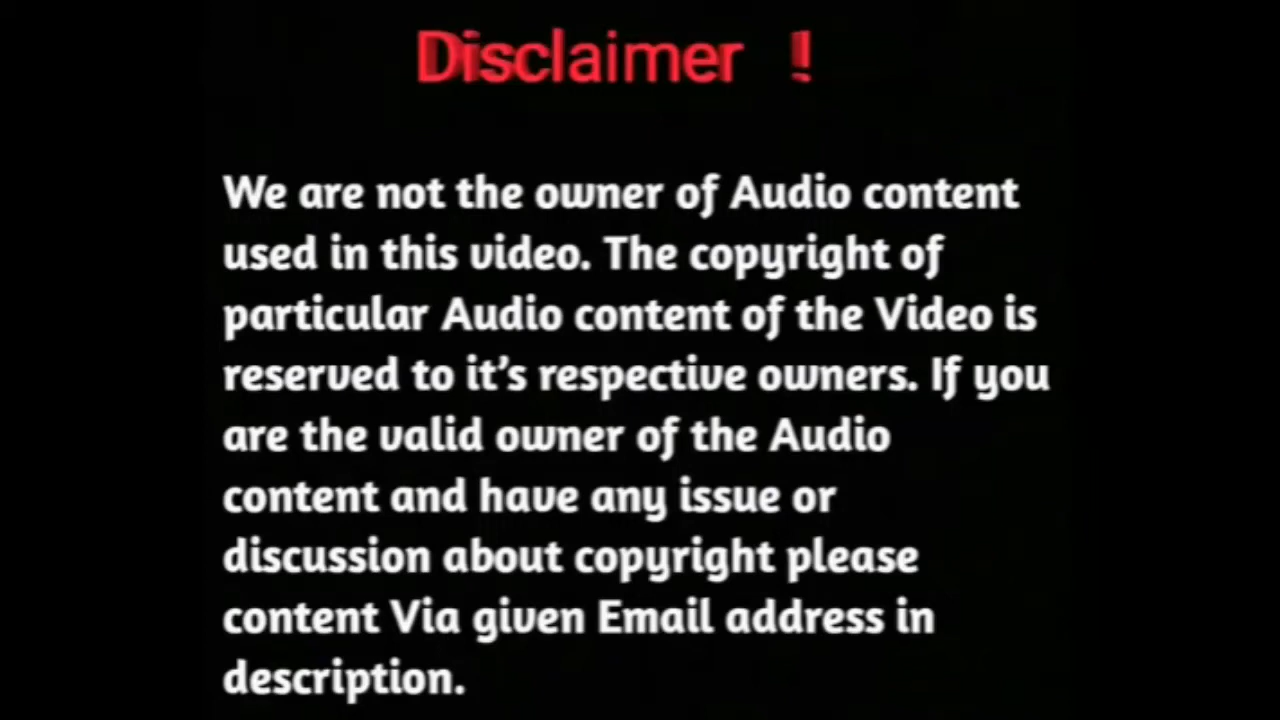 Disclaimer !
We are not the owner of Audio content
used in this video. The copyright of
particular Audio content of the Video is
reserved to it’s respective owners. If you
are the valid owner of the Audio
content and have any issue or
discussion about copyright please
content Via given Email address in
description.